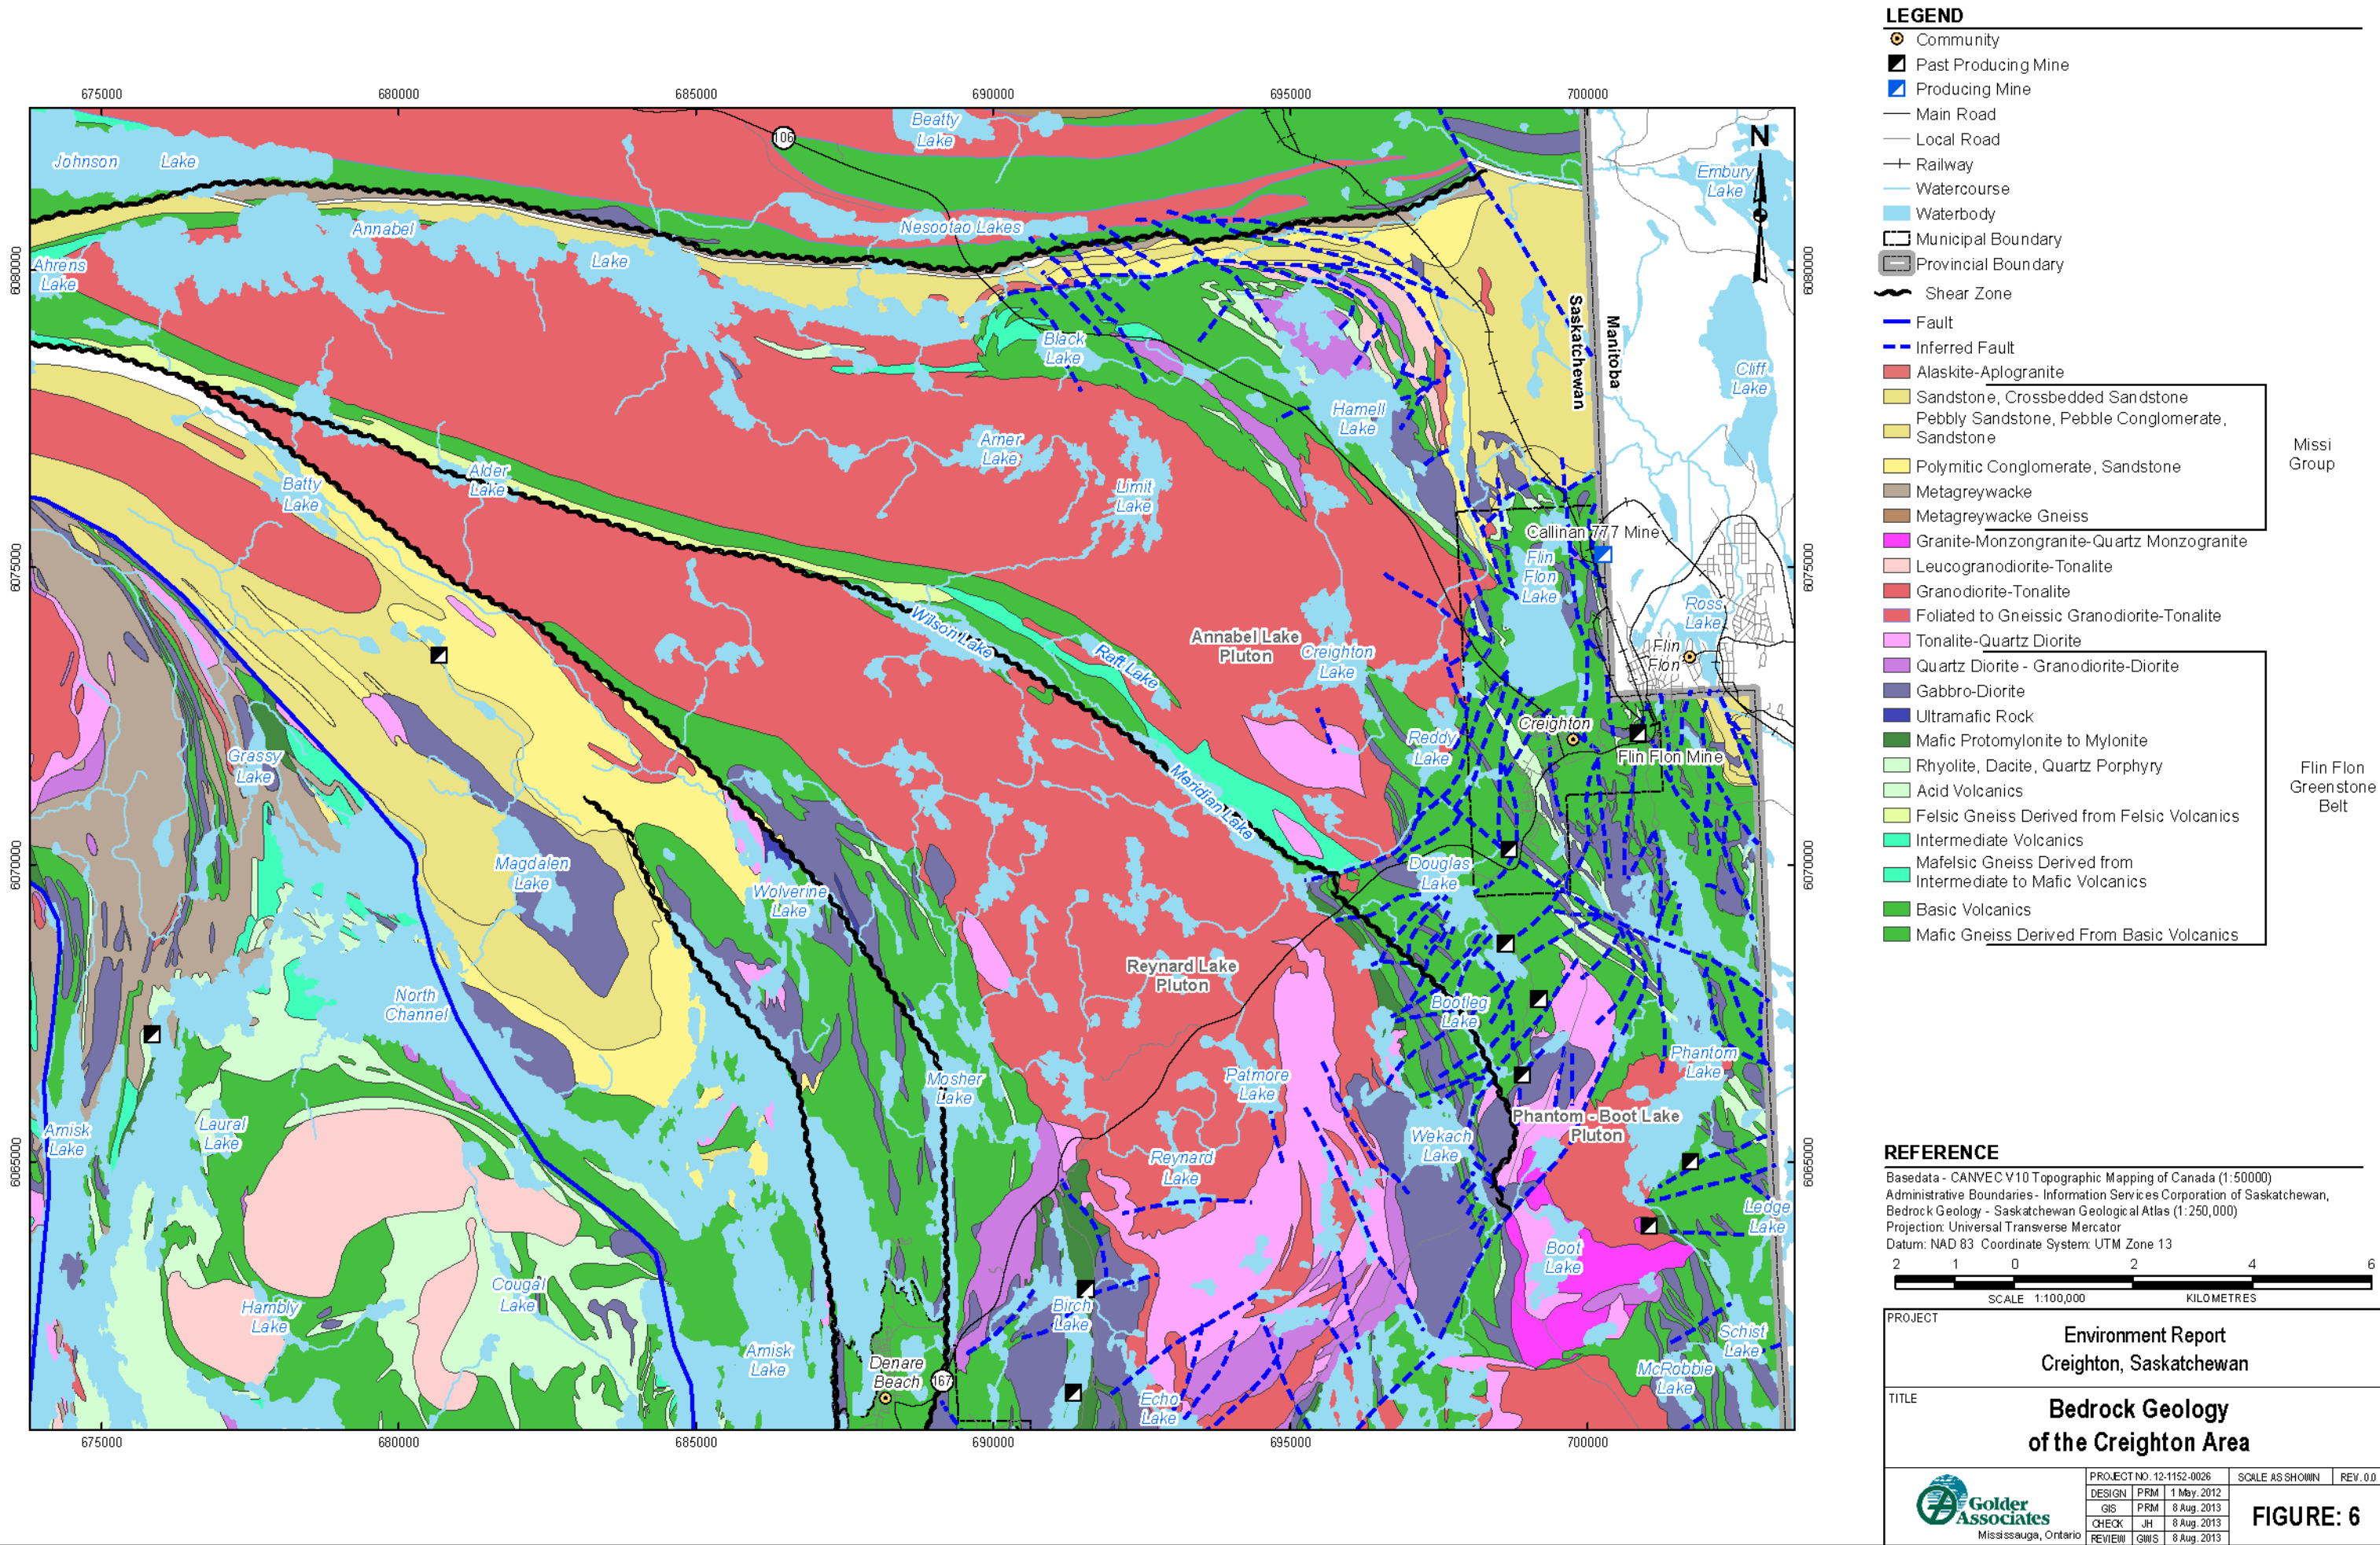 LEGEND
Community
Past Producing Mine
Producing Mine
Main Road
Local Road
Railway
Watercourse
Waterbody
Municipal Boundary
Provincial Boundary
Shear Zone
Fault
Inferred Fault
Alaskite-Aplogranite
Sandstone, Crossbedded Sandstone
Pebbly Sandstone, Pebble Conglomerate,
Sandstone
Polymitic Conglomerate, Sandstone
Metagreywacke
Metagreywacke Gneiss
Missi
Group
Granite-Monzongranite-Quartz Monzogranite
Leucogranodiorite-Tonalite
Granodiorite-Tonalite
Foliated to Gneissic Granodiorite-Tonalite
Tonalite-Quartz Diorite
Quartz Diorite - Granodiorite-Diorite
Gabbro-Diorite
Ultramafic Rock
Mafic Protomylonite to Mylonite
Rhyolite, Dacite, Quartz Porphyry
Acid Volcanics
Felsic Gneiss Derived from Felsic Volcanics
Intermediate Volcanics
Mafelsic Gneiss Derived from
Intermediate to Mafic Volcanics
Basic Volcanics
Mafic Gneiss Derived From Basic Volcanics
Flin Flon
Greenstone
Belt
675000
680000
685000
690000
695000
700000
6080000
6075000
6070000
6065000
6080000
6075000
6070000
6065000
675000
680000
685000
690000
695000
700000
N
106
167
Johnson Lake
Beatty
Lake
Embury
Lake
Annabel
Lake
Nesootao Lakes
Ahrens
Lake
Saskatchewan
Manitoba
Black
Lake
Cliff
Lake
Hamell
Lake
Amer
Lake
Alder
Lake
Batty
Lake
Limit
Lake
Callinan 777 Mine
Flin
Flon
Lake
Ross
Lake
Wilson Lake
Annabel Lake
Pluton
Raft Lake
Creighton
Lake
Flin
Flon
Creighton
Reddy
Lake
Flin Flon Mine
Grassy
Lake
Meridian Lake
Magdalen
Lake
Wolverine
Lake
Douglas
Lake
Reynard Lake
Pluton
North
Channel
Bootleg
Lake
Phantom
Lake
Mosher
Lake
Patmore
Lake
Phantom - Boot Lake
Pluton
Amisk
Lake
Laural
Lake
Wekach
Lake
Reynard
Lake
Ledge
Lake
Boot
Lake
Cougal
Lake
Hambly
Lake
Birch
Lake
Schist
Lake
Amisk
Lake
Denare
Beach
McRobbie
Lake
Echo
Lake
REFERENCE
Basedata - CANVEC V10 Topographic Mapping of Canada (1:50000)
Administrative Boundaries - Information Services Corporation of Saskatchewan,
Bedrock Geology - Saskatchewan Geological Atlas (1:250,000)
Projection: Universal Transverse Mercator
Datum: NAD 83 Coordinate System: UTM Zone 13
2 1 0 2 4 6
SCALE 1:100,000 KILOMETRES
PROJECT
Environment Report
Creighton, Saskatchewan
TITLE
Bedrock Geology
of the Creighton Area
Golder
Associates
Mississauga, Ontario
PROJECT NO. 12-1152-0026 SCALE AS SHOWN REV. 0.0
DESIGN PRM 1 May. 2012
GIS PRM 8 Aug. 2013
CHECK JH 8 Aug. 2013
REVIEW GWS 8 Aug. 2013
FIGURE: 6